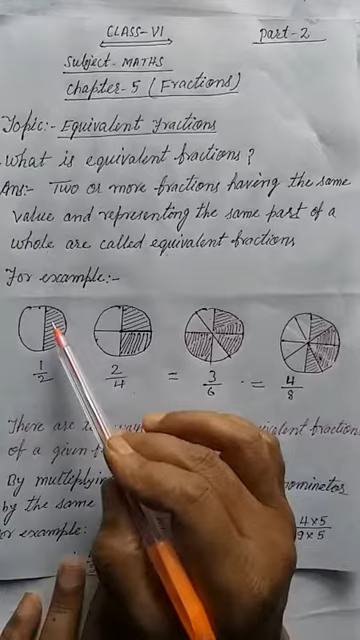 CLASS-VI
Part-2
Subject- MATHS
Chapter-5 (Fractions)
Topic:- Equivalent Fractions
What is equivalent fractions?
Ans:- Two or more fractions having the same
value and representing the same part of a
whole are called equivalent fractions
For example:-
1/2 2/4 = 3/6 = 4/8
There are
of a given
By multiplying
by the same
For example:
4×5
9×5